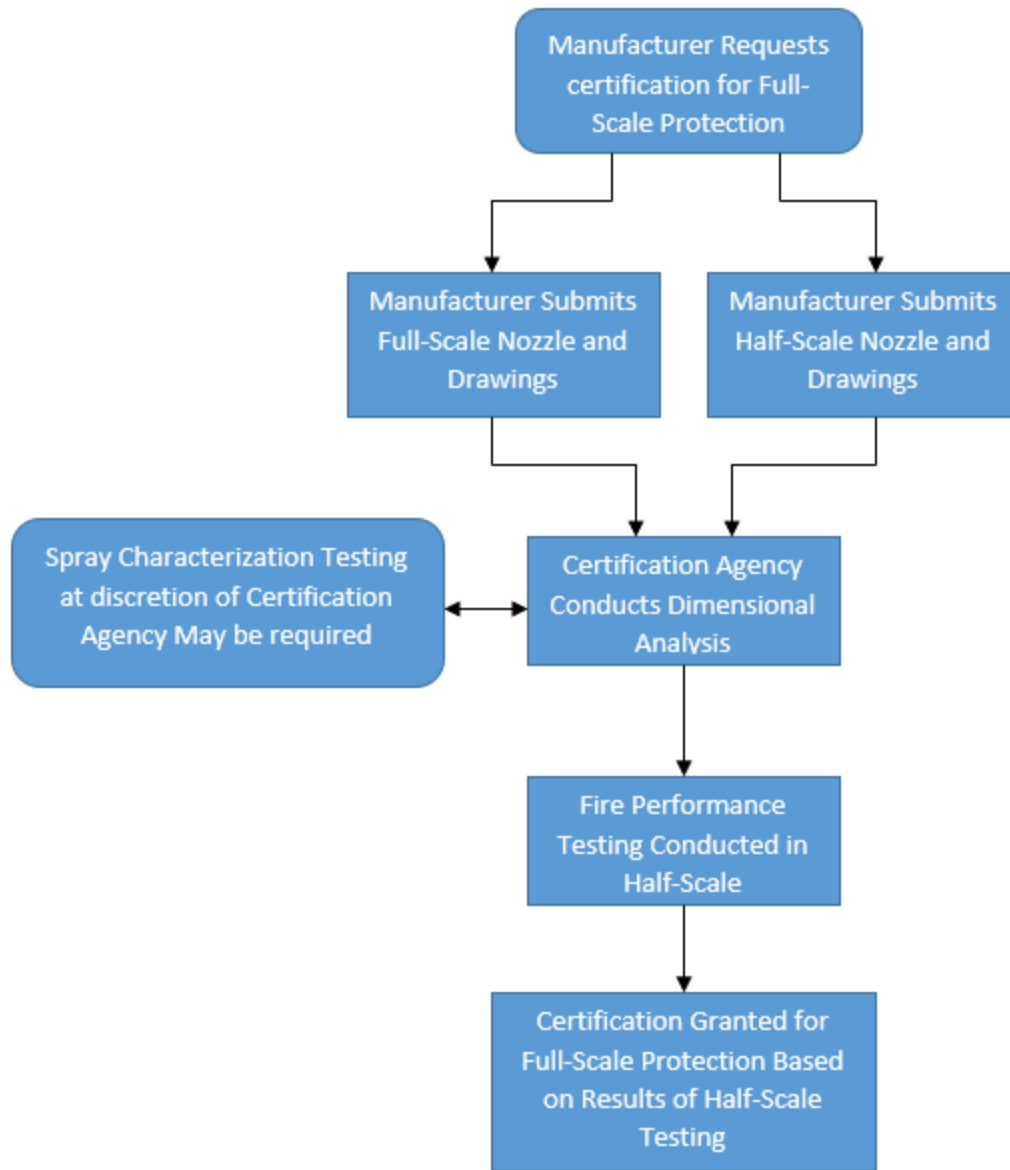 Manufacturer Requests
certification for Full-
Scale Protection
Manufacturer Submits
Full-Scale Nozzle and
Drawings
Manufacturer Submits
Half-Scale Nozzle and
Drawings
Spray Characterization Testing
at discretion of Certification
Agency May be required
Certification Agency
Conducts Dimensional
Analysis
Fire Performance
Testing Conducted in
Half-Scale
Certification Granted for
Full-Scale Protection Based
on Results of Half-Scale
Testing